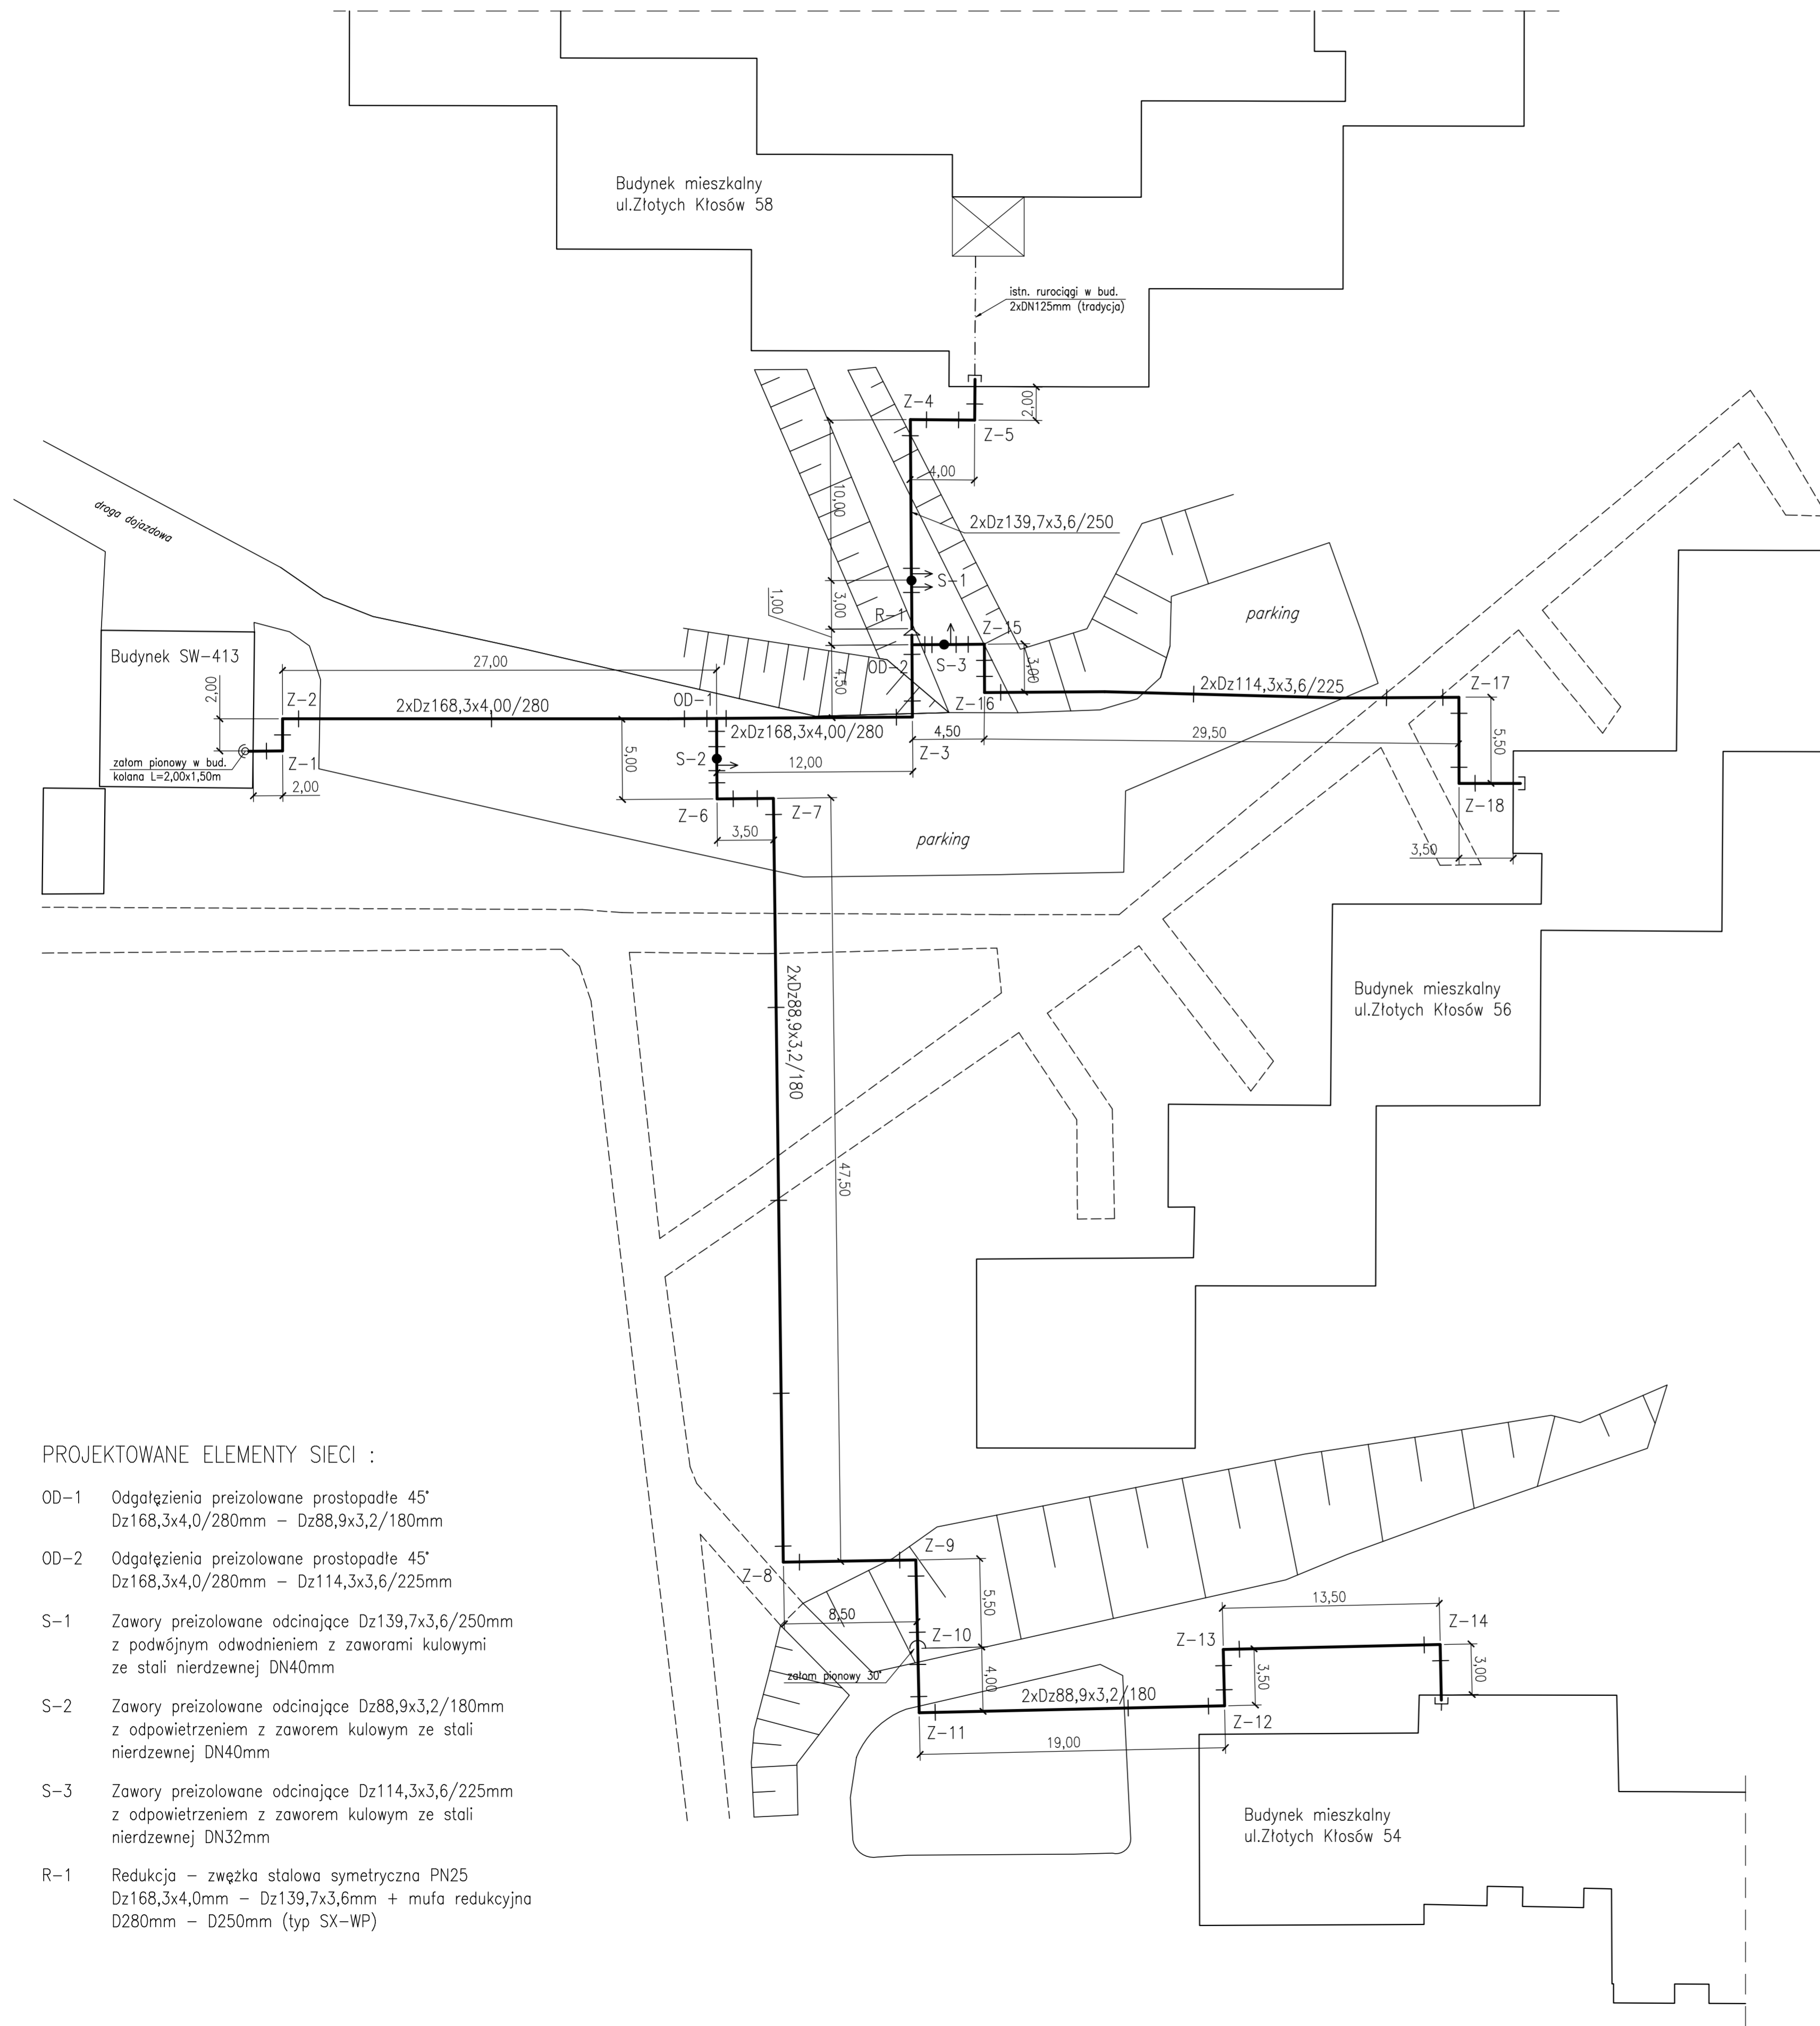 Budynek mieszkalny
ul.Złotych Kłosów 58
istn. rurociągi w bud.
2xDN125mm (tradycja)
Z-4
2,00
Z-5
4,00
10,00
2xDz139,7x3,6/250
droga dojazdowa
S-1
1,00
3,00
R-1
Z-15
parking
Budynek SW-413
27,00
OD-2
S-3
3,00
4,50
2xDz114,3x3,6/225
Z-17
2,00
Z-2
2xDz168,3x4,00/280
OD-1
Z-16
2xDz168,3x4,00/280
4,50
29,50
5,50
Z-3
5,00
S-2
12,00
załom pionowy w bud.
kolana L=2,00x1,50m
Z-1
2,00
Z-18
Z-6
Z-7
3,50
parking
3,50
2xDz88,9x3,2/180
Budynek mieszkalny
ul.Złotych Kłosów 56
47,50
PROJEKTOWANE ELEMENTY SIECI :
OD-1 Odgałęzienia preizolowane prostopadłe 45°
Dz168,3x4,0/280mm – Dz88,9x3,2/180mm
OD-2 Odgałęzienia preizolowane prostopadłe 45°
Dz168,3x4,0/280mm – Dz114,3x3,6/225mm
S-1 Zawory preizolowane odcinające Dz139,7x3,6/250mm
z podwójnym odwodnieniem z zaworami kulowymi
ze stali nierdzewnej DN40mm
S-2 Zawory preizolowane odcinające Dz88,9x3,2/180mm
z odpowietrzeniem z zaworem kulowym ze stali
nierdzewnej DN40mm
S-3 Zawory preizolowane odcinające Dz114,3x3,6/225mm
z odpowietrzeniem z zaworem kulowym ze stali
nierdzewnej DN32mm
R-1 Redukcja – zwężka stalowa symetryczna PN25
Dz168,3x4,0mm – Dz139,7x3,6mm + mufa redukcyjna
D280mm – D250mm (typ SX-WP)
Z-9
Z-8
5,50
8,50
13,50
Z-10
Z-13
Z-14
załom pionowy 30°
4,00
3,50
3,00
2xDz88,9x3,2/180
Z-11
Z-12
19,00
Budynek mieszkalny
ul.Złotych Kłosów 54